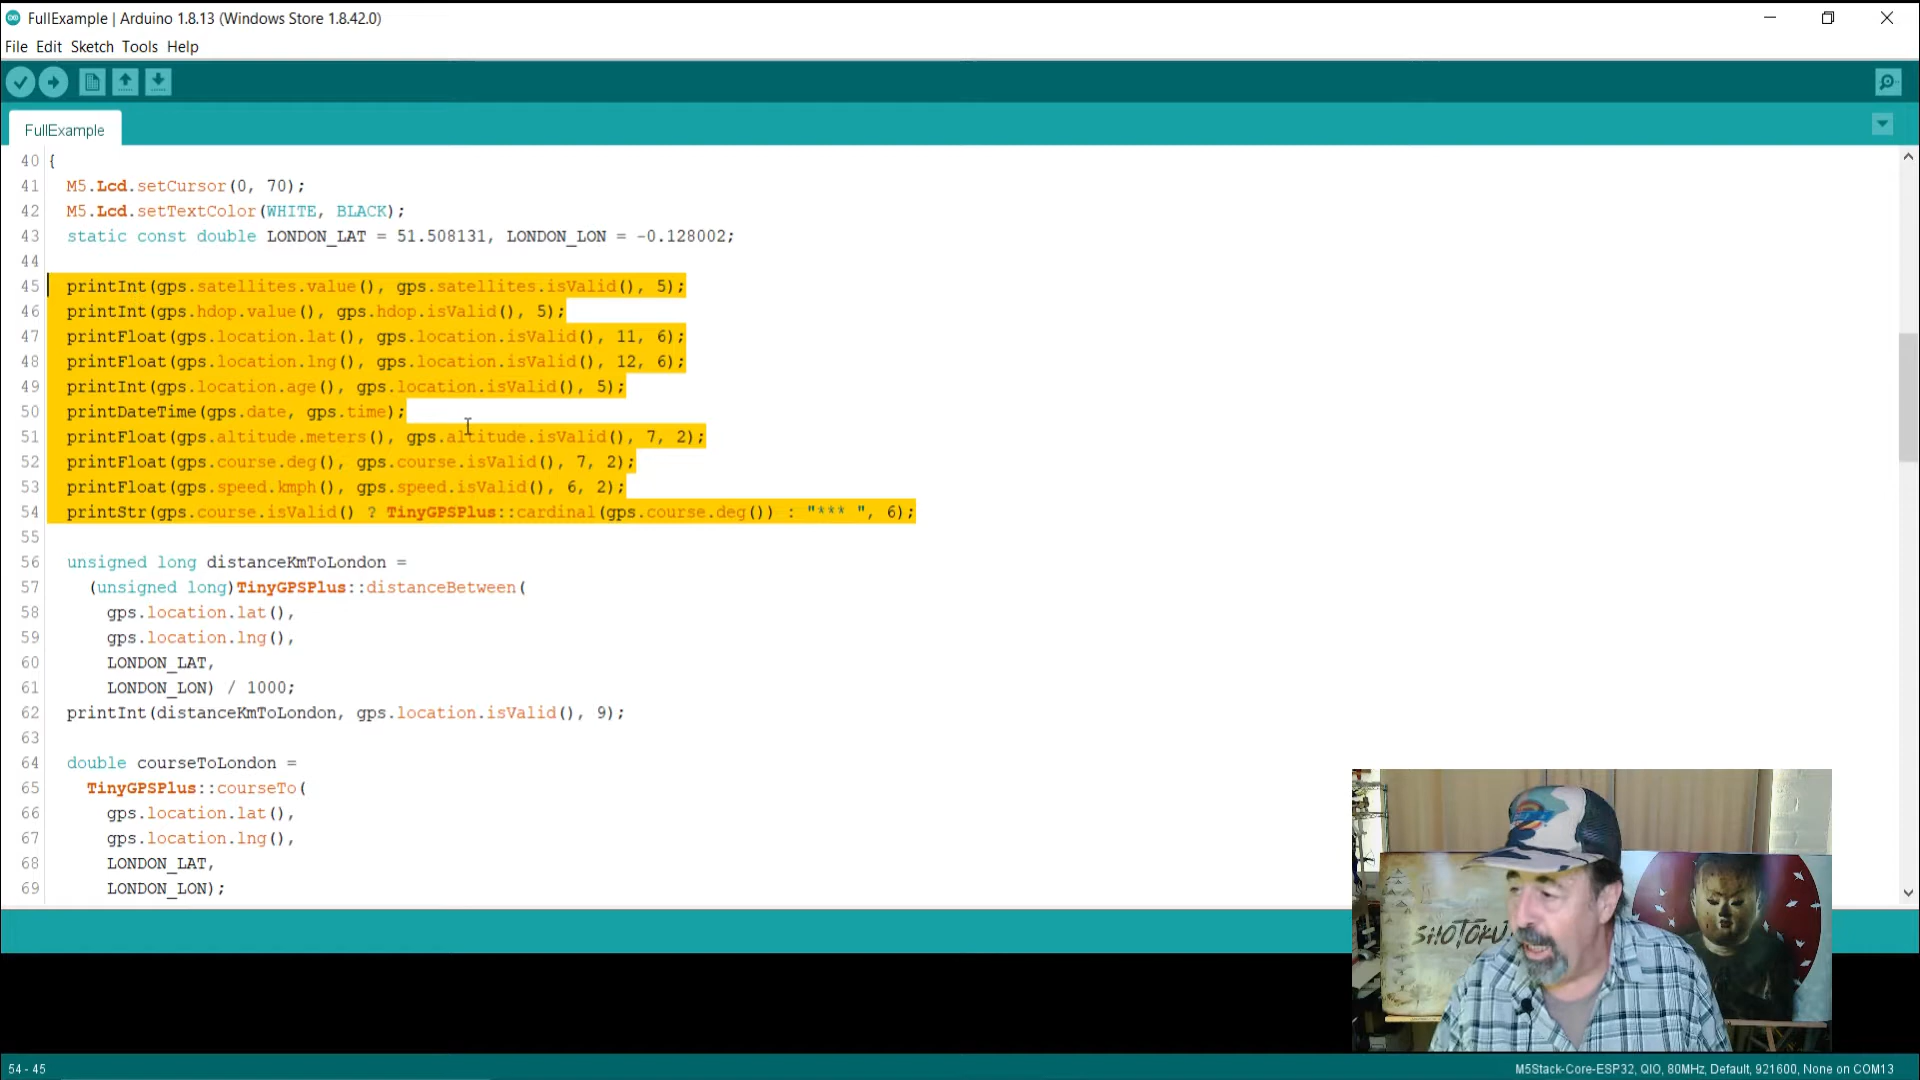 FullExample | Arduino 1.8.13 (Windows Store 1.8.42.0)
File Edit Sketch Tools Help
FullExample
40 {
41 M5.Lcd.setCursor(0, 70);
42 M5.Lcd.setTextColor(WHITE, BLACK);
43 static const double LONDON_LAT = 51.508131, LONDON_LON = -0.128002;
44
45 printInt(gps.satellites.value(), gps.satellites.isValid(), 5);
46 printInt(gps.hdop.value(), gps.hdop.isValid(), 5);
47 printFloat(gps.location.lat(), gps.location.isValid(), 11, 6);
48 printFloat(gps.location.lng(), gps.location.isValid(), 12, 6);
49 printInt(gps.location.age(), gps.location.isValid(), 5);
50 printDateTime(gps.date, gps.time);
51 printFloat(gps.altitude.meters(), gps.altitude.isValid(), 7, 2);
52 printFloat(gps.course.deg(), gps.course.isValid(), 7, 2);
53 printFloat(gps.speed.kmph(), gps.speed.isValid(), 6, 2);
54 printStr(gps.course.isValid() ? TinyGPSPlus::cardinal(gps.course.deg()) : "*** ", 6);
55
56 unsigned long distanceKmToLondon =
57 (unsigned long)TinyGPSPlus::distanceBetween(
58 gps.location.lat(),
59 gps.location.lng(),
60 LONDON_LAT,
61 LONDON_LON) / 1000;
62 printInt(distanceKmToLondon, gps.location.isValid(), 9);
63
64 double courseToLondon =
65 TinyGPSPlus::courseTo(
66 gps.location.lat(),
67 gps.location.lng(),
68 LONDON_LAT,
69 LONDON_LON);
SHOTOKU
54 - 45
M5Stack-Core-ESP32, QIO, 80MHz, Default, 921600, None on COM13